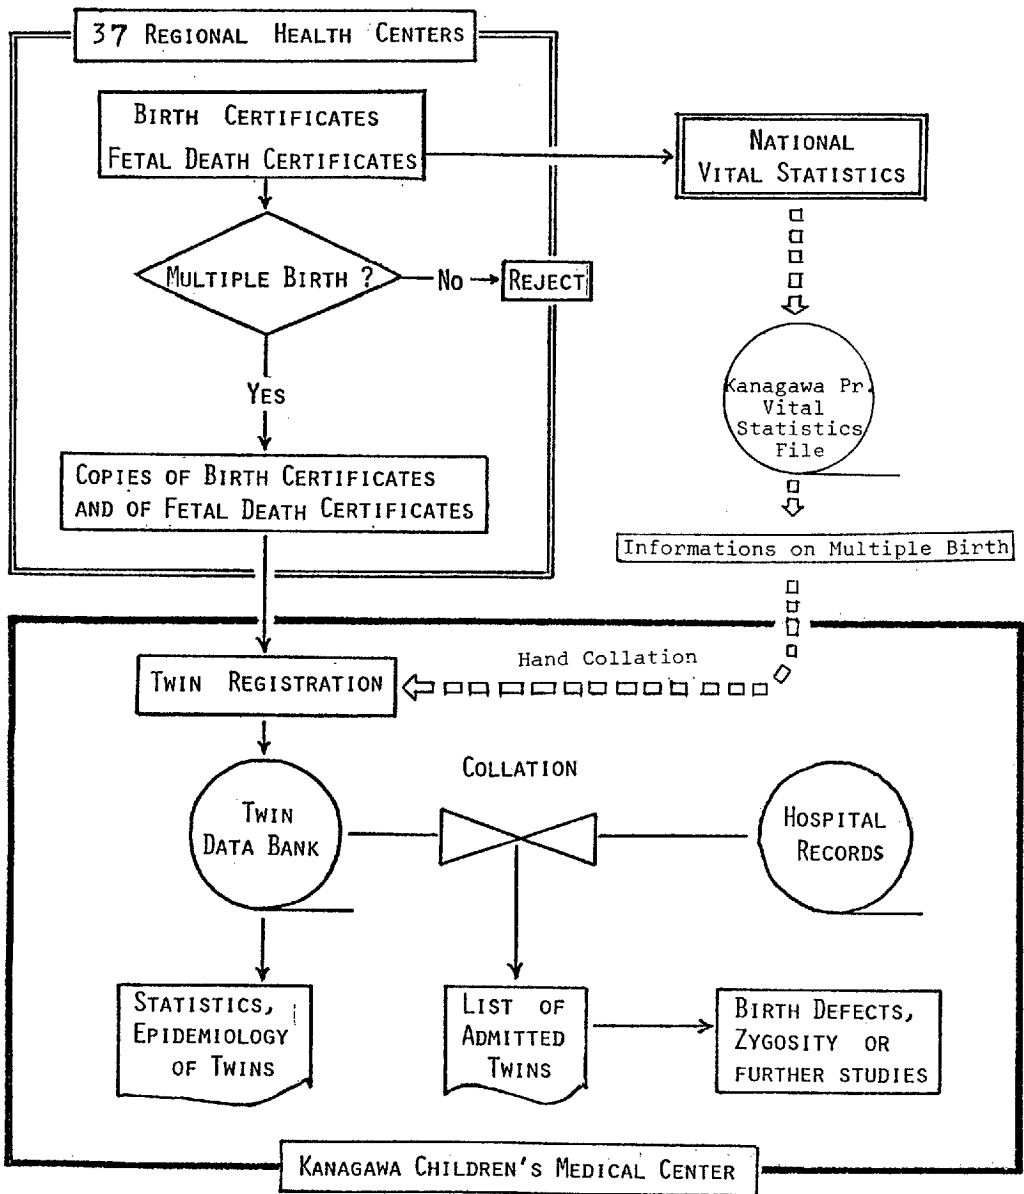 37 REGIONAL HEALTH CENTERS
BIRTH CERTIFICATES
FETAL DEATH CERTIFICATES
NATIONAL
VITAL STATISTICS
MULTIPLE BIRTH ?
NO
REJECT
YES
Kanagawa Pr.
Vital
Statistics
File
COPIES OF BIRTH CERTIFICATES
AND OF FETAL DEATH CERTIFICATES
Informations on Multiple Birth
Hand Collation
TWIN REGISTRATION
COLLATION
TWIN
DATA BANK
HOSPITAL
RECORDS
STATISTICS,
EPIDEMIOLOGY
OF TWINS
LIST OF
ADMITTED
TWINS
BIRTH DEFECTS,
ZYGOSITY OR
FURTHER STUDIES
KANAGAWA CHILDREN'S MEDICAL CENTER